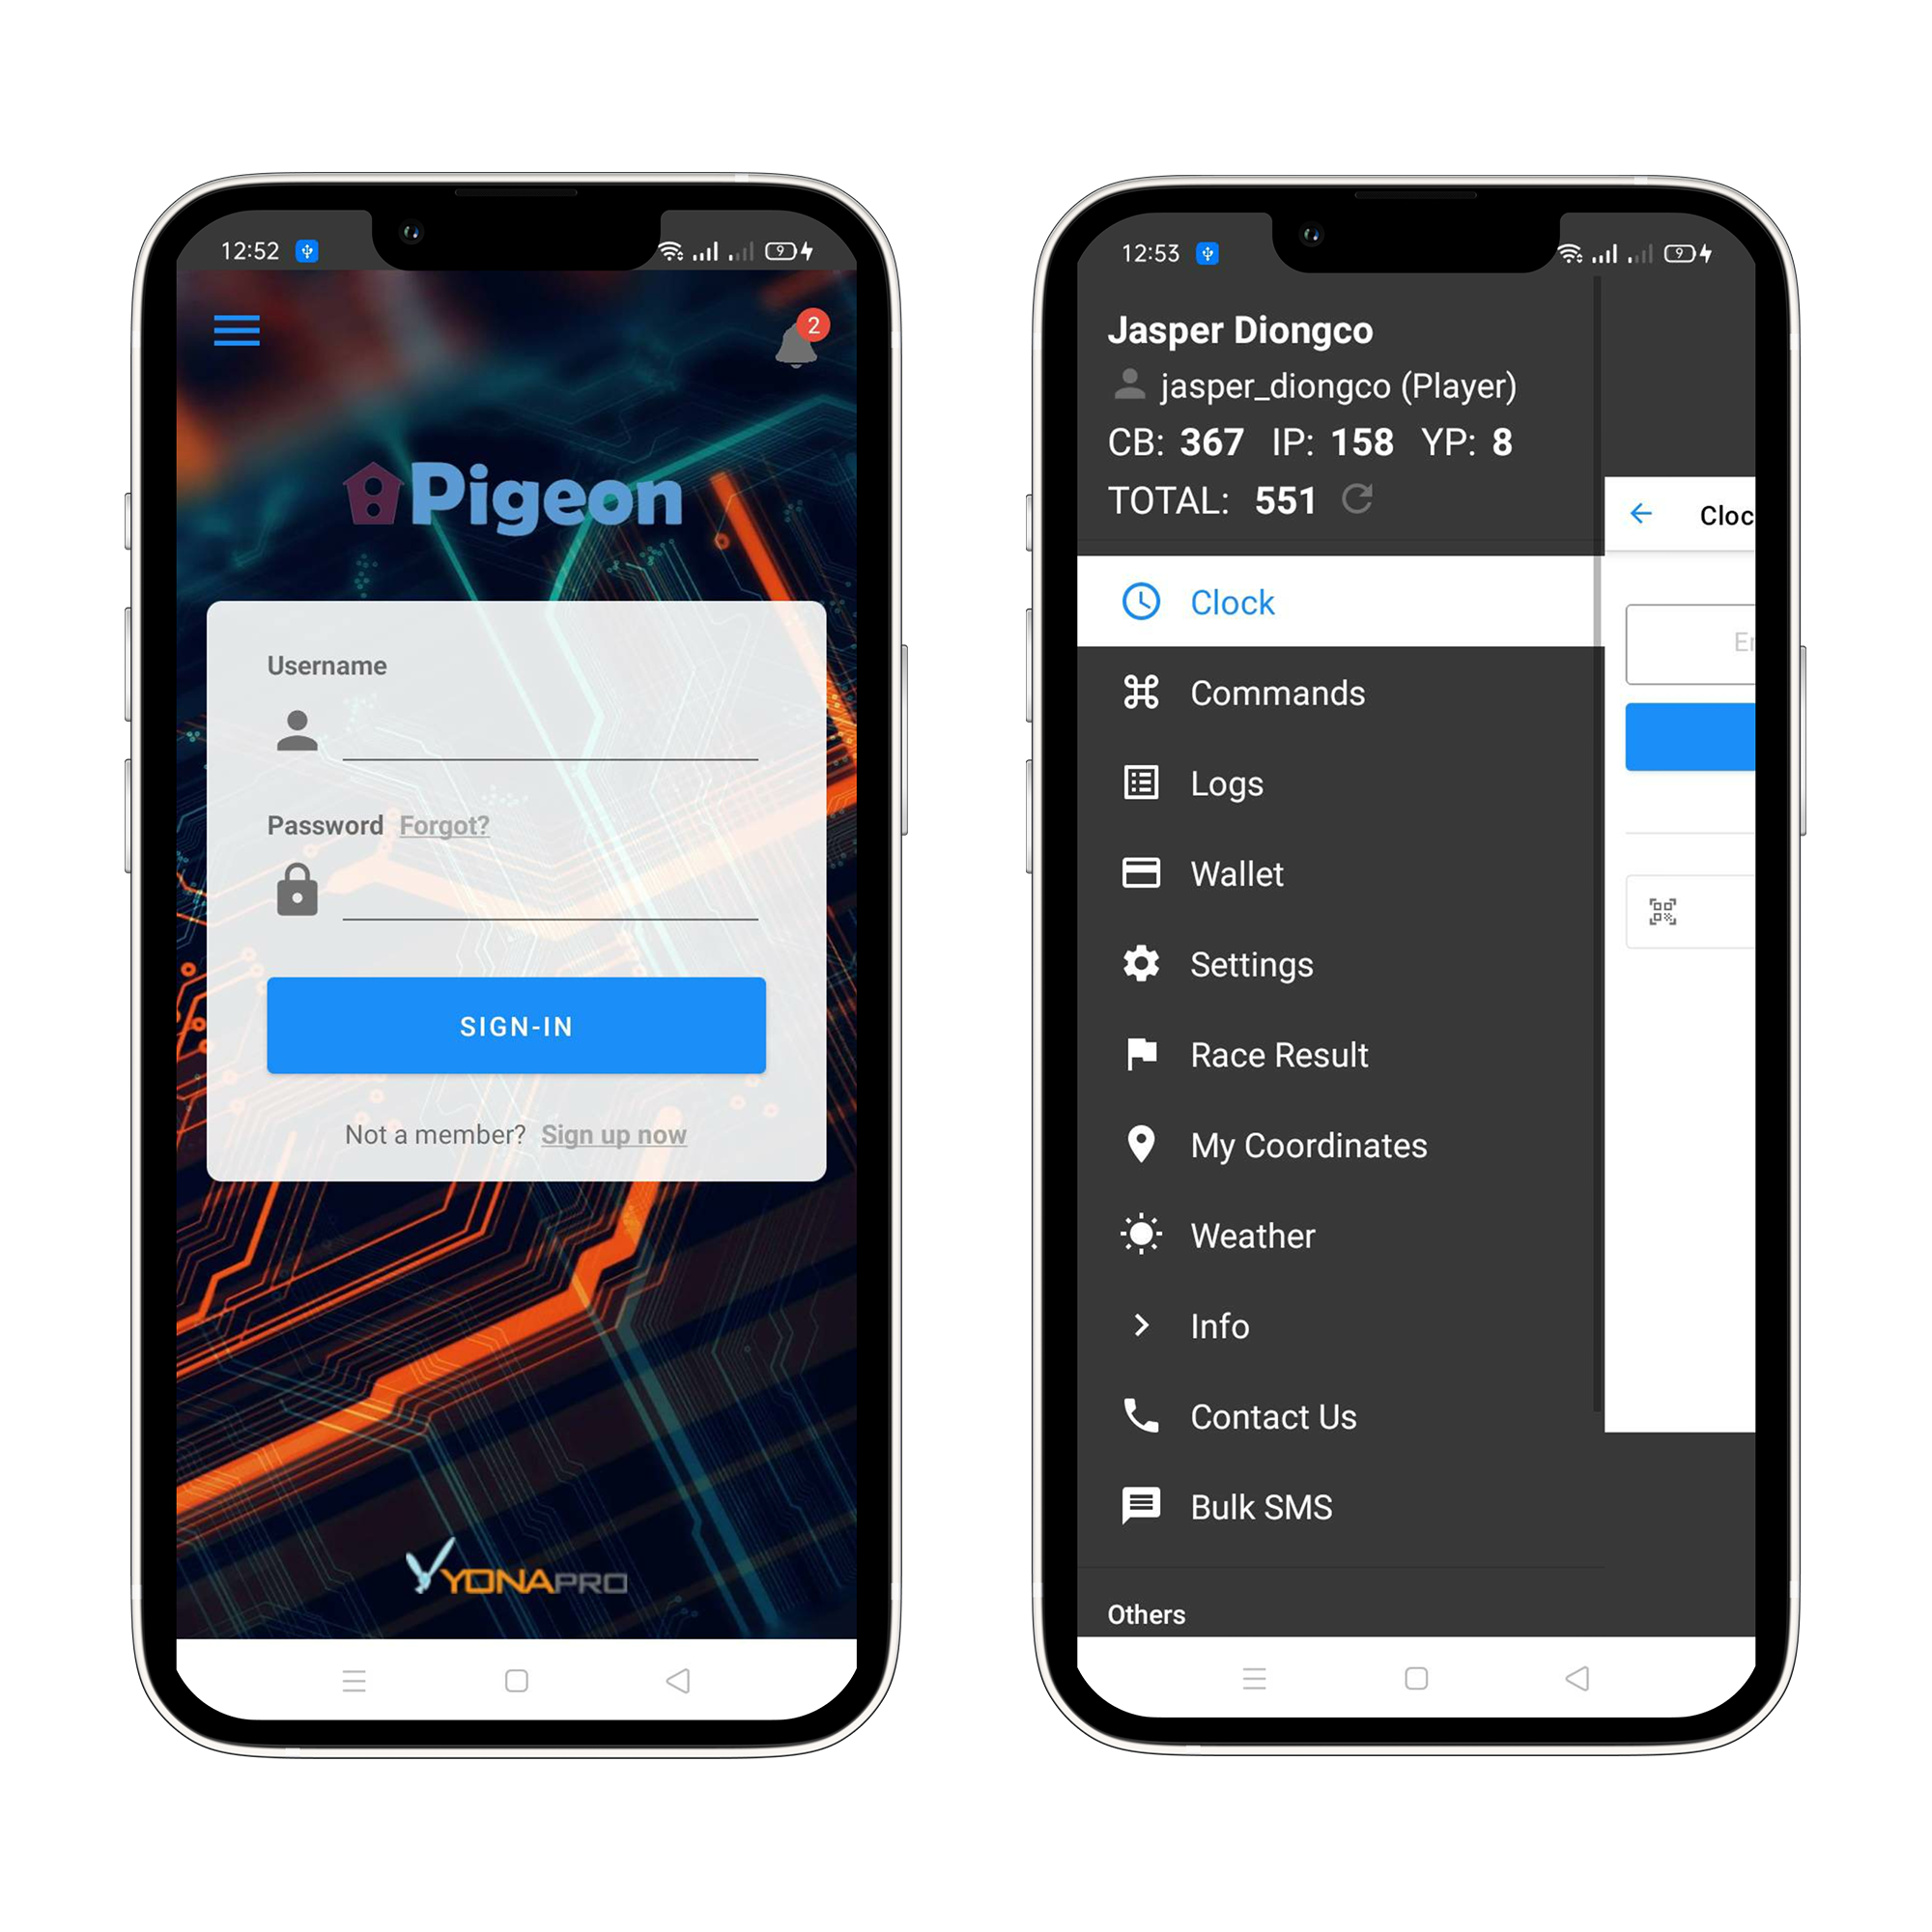 12:52
9
2
Pigeon
Username
Password Forgot?
SIGN-IN
Not a member? Sign up now
YONAPRO
12:53
9
Jasper Diongco
jasper_diongco (Player)
CB: 367 IP: 158 YP: 8
TOTAL: 551
Clock
Commands
Logs
Wallet
Settings
Race Result
My Coordinates
Weather
Info
Contact Us
Bulk SMS
Others
Cloc